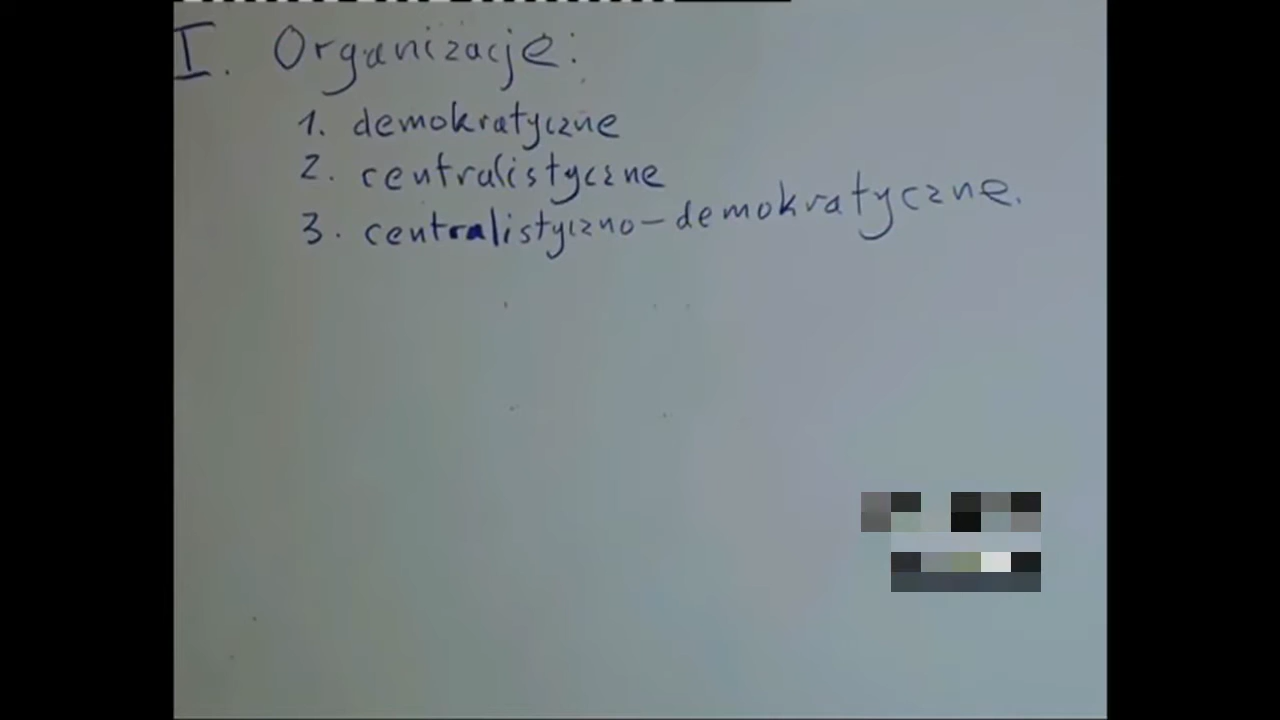 I. Organizacje:
1. demokratyczne
2. centralistyczne
3. centralistyczno-demokratyczne.